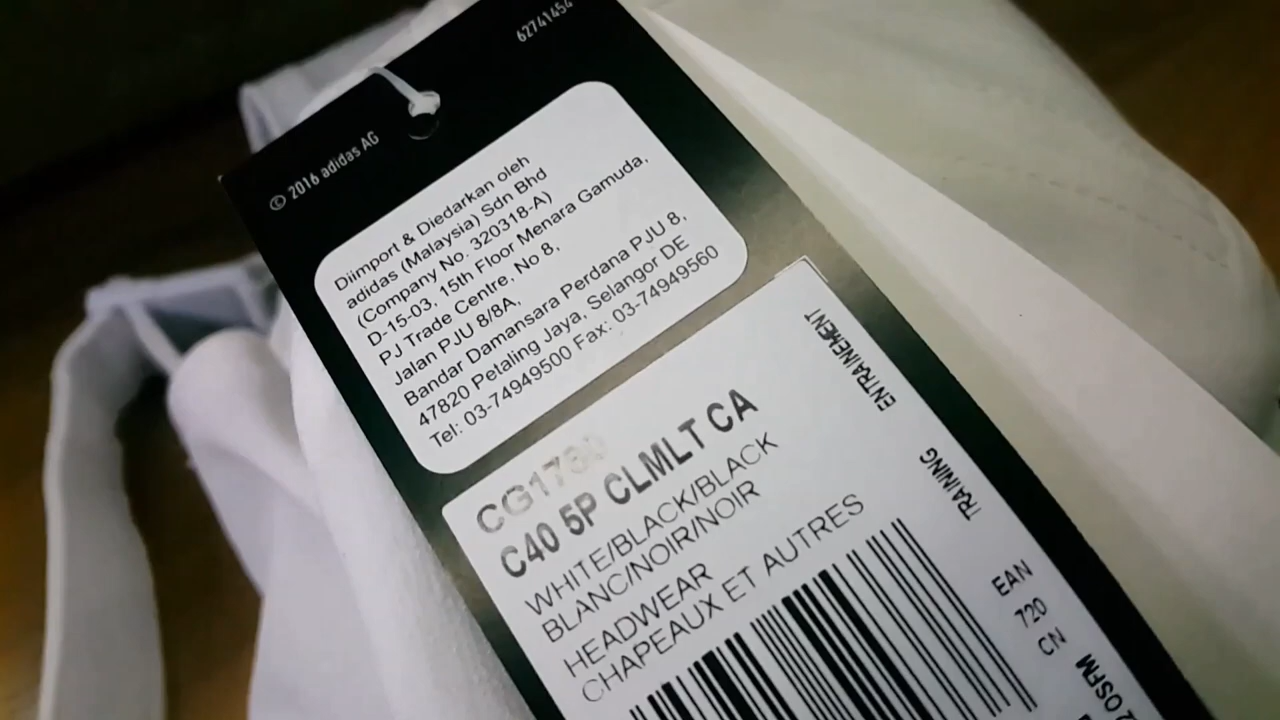 62741454
© 2016 adidas AG
Diimport & Diedarkan oleh
adidas (Malaysia) Sdn Bhd
(Company No. 320318-A)
D-15-03, 15th Floor Menara Gamuda,
PJ Trade Centre, No 8,
Jalan PJU 8/8A,
Bandar Damansara Perdana PJU 8,
47820 Petaling Jaya, Selangor DE
Tel: 03-74949500 Fax: 03-74949560
C40 5P CLMLT CA
WHITE/BLACK/BLACK
BLANC/NOIR/NOIR
HEADWEAR
CHAPEAUX ET AUTRES
ENTRAINEMENT
TRAINING
EAN
720
CN
OSFM